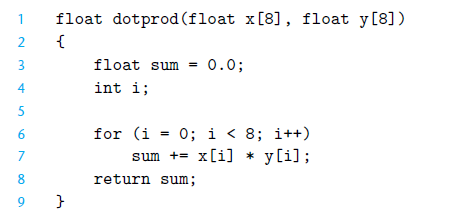 1 float dotprod(float x[8], float y[8])
2 {
3 float sum = 0.0;
4 int i;
5
6 for (i = 0; i < 8; i++)
7 sum += x[i] * y[i];
8 return sum;
9 }